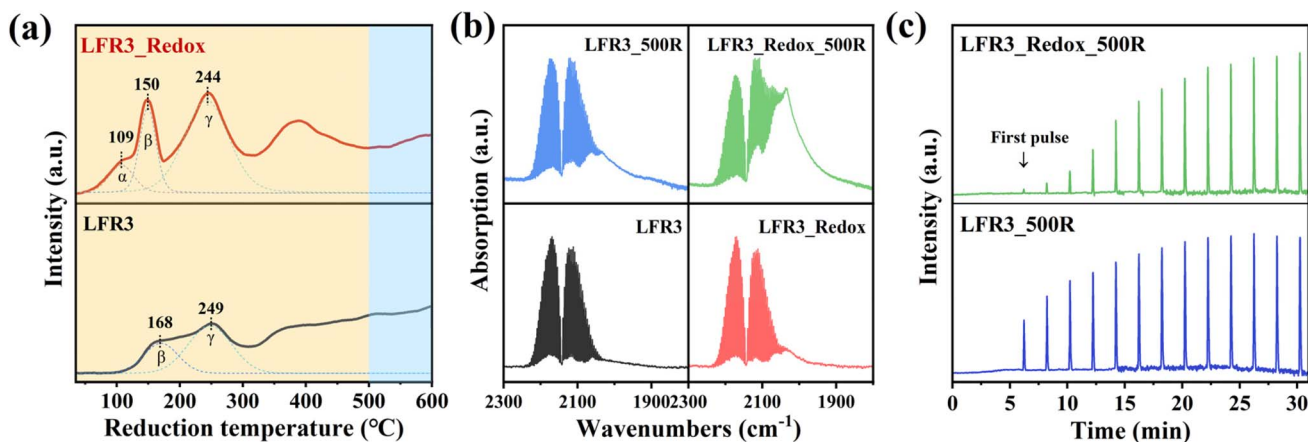 (a)
LFR3_Redox
109
α
150
β
244
γ
LFR3
168
β
249
γ
Intensity (a.u.)
0 100 200 300 400 500 600
Reduction temperature (℃)
(b)
LFR3_500R
LFR3_Redox_500R
LFR3
LFR3_Redox
Absorption (a.u.)
2300 2100 1900 2300 2100 1900
Wavenumbers (cm⁻¹)
(c)
LFR3_Redox_500R
First pulse
LFR3_500R
Intensity (a.u.)
0 5 10 15 20 25 30
Time (min)